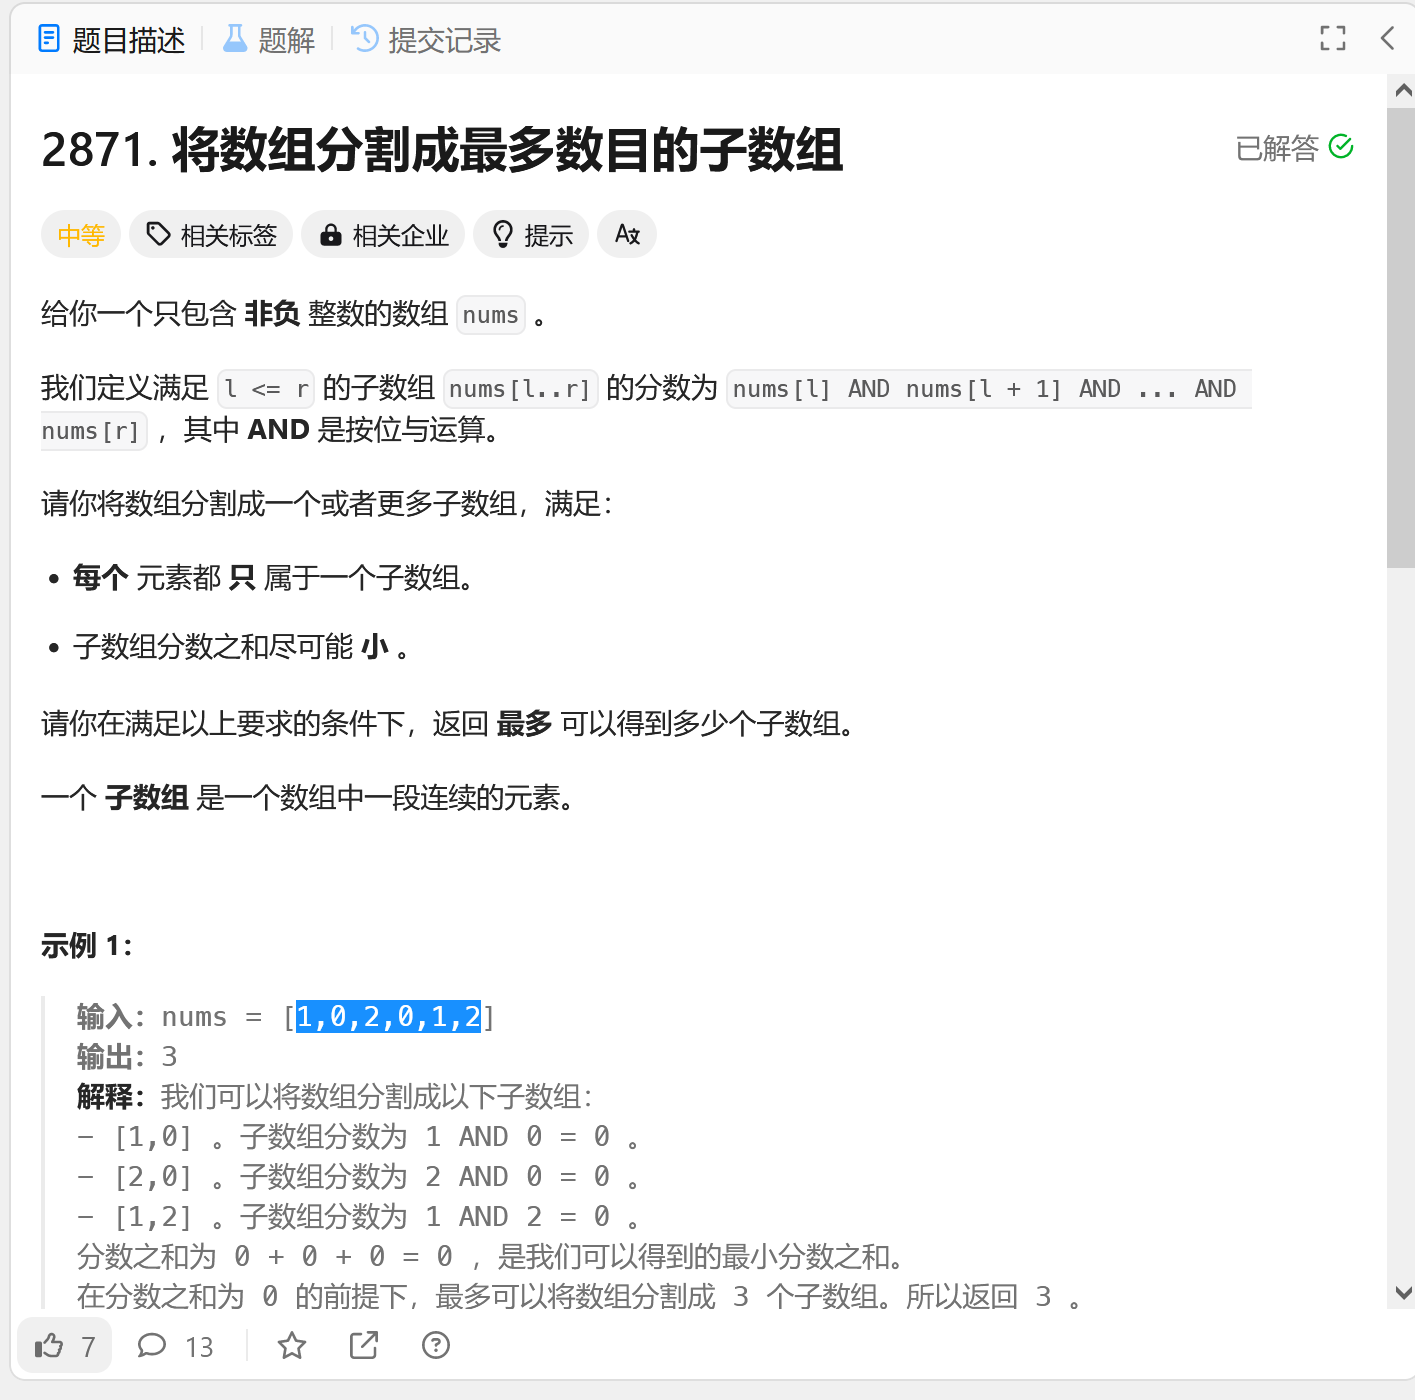 题目描述 题解 提交记录
2871. 将数组分割成最多数目的子数组
已解答
中等 相关标签 相关企业 提示 A文
给你一个只包含 非负 整数的数组 nums 。
我们定义满足 l <= r 的子数组 nums[l..r] 的分数为 nums[l] AND nums[l + 1] AND ... AND
nums[r] ，其中 AND 是按位与运算。
请你将数组分割成一个或者更多子数组，满足：
• 每个 元素都 只 属于一个子数组。
• 子数组分数之和尽可能 小 。
请你在满足以上要求的条件下，返回 最多 可以得到多少个子数组。
一个 子数组 是一个数组中一段连续的元素。
示例 1：
输入：nums = [1,0,2,0,1,2]
输出：3
解释：我们可以将数组分割成以下子数组：
- [1,0] 。子数组分数为 1 AND 0 = 0 。
- [2,0] 。子数组分数为 2 AND 0 = 0 。
- [1,2] 。子数组分数为 1 AND 2 = 0 。
分数之和为 0 + 0 + 0 = 0 ，是我们可以得到的最小分数之和。
在分数之和为 0 的前提下，最多可以将数组分割成 3 个子数组。所以返回 3 。
7 13